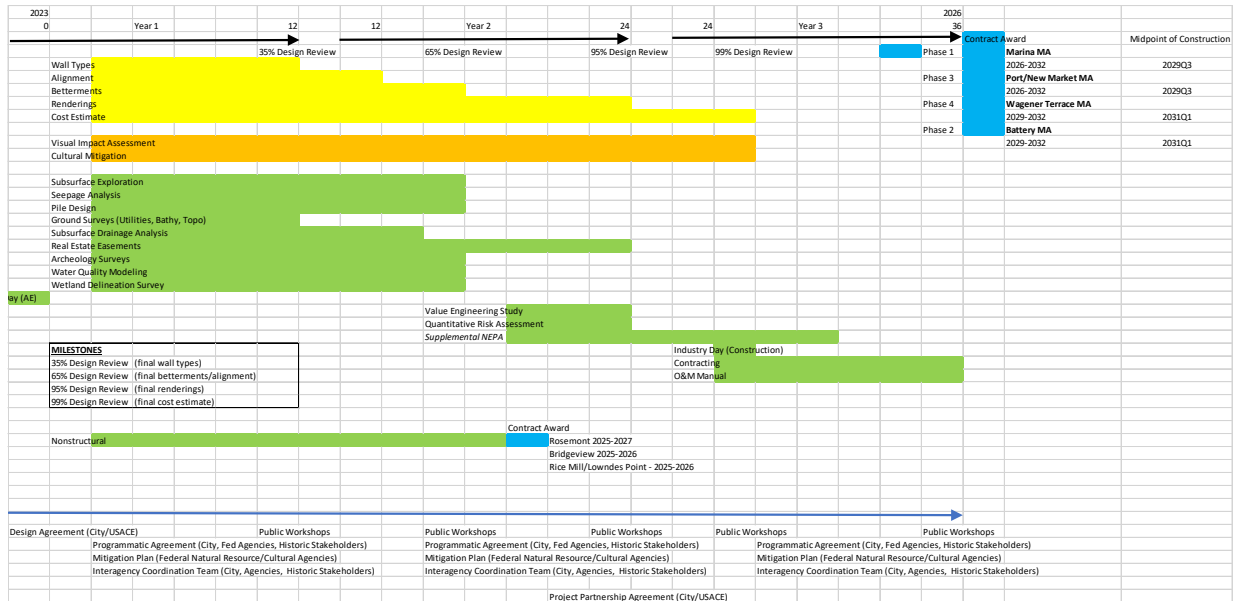 2023 2026
0 Year 1 12 12 Year 2 24 24 Year 3 36
Contract Award Midpoint of Construction
35% Design Review 65% Design Review 95% Design Review 99% Design Review Phase 1 Marina MA
Wall Types 2026-2032 2029Q3
Alignment Phase 3 Port/New Market MA
Betterments 2026-2032 2029Q3
Renderings Phase 4 Wagener Terrace MA
Cost Estimate 2029-2032 2031Q1
Phase 2 Battery MA
Visual Impact Assessment 2029-2032 2031Q1
Cultural Mitigation
Subsurface Exploration
Seepage Analysis
Pile Design
Ground Surveys (Utilities, Bathy, Topo)
Subsurface Drainage Analysis
Real Estate Easements
Archeology Surveys
Water Quality Modeling
Wetland Delineation Survey
ay (AE)
Value Engineering Study
Quantitative Risk Assessment
Supplemental NEPA
MILESTONES Industry Day (Construction)
35% Design Review (final wall types) Contracting
65% Design Review (final betterments/alignment) O&M Manual
95% Design Review (final renderings)
99% Design Review (final cost estimate)
Contract Award
Nonstructural Rosemont 2025-2027
Bridgeview 2025-2026
Rice Mill/Lowndes Point - 2025-2026
Design Agreement (City/USACE) Public Workshops Public Workshops Public Workshops Public Workshops Public Workshops
Programmatic Agreement (City, Fed Agencies, Historic Stakeholders) Programmatic Agreement (City, Fed Agencies, Historic Stakeholders) Programmatic Agreement (City, Fed Agencies, Historic Stakeholders)
Mitigation Plan (Federal Natural Resource/Cultural Agencies) Mitigation Plan (Federal Natural Resource/Cultural Agencies) Mitigation Plan (Federal Natural Resource/Cultural Agencies)
Interagency Coordination Team (City, Agencies, Historic Stakeholders) Interagency Coordination Team (City, Agencies, Historic Stakeholders) Interagency Coordination Team (City, Agencies, Historic Stakeholders)
Project Partnership Agreement (City/USACE)